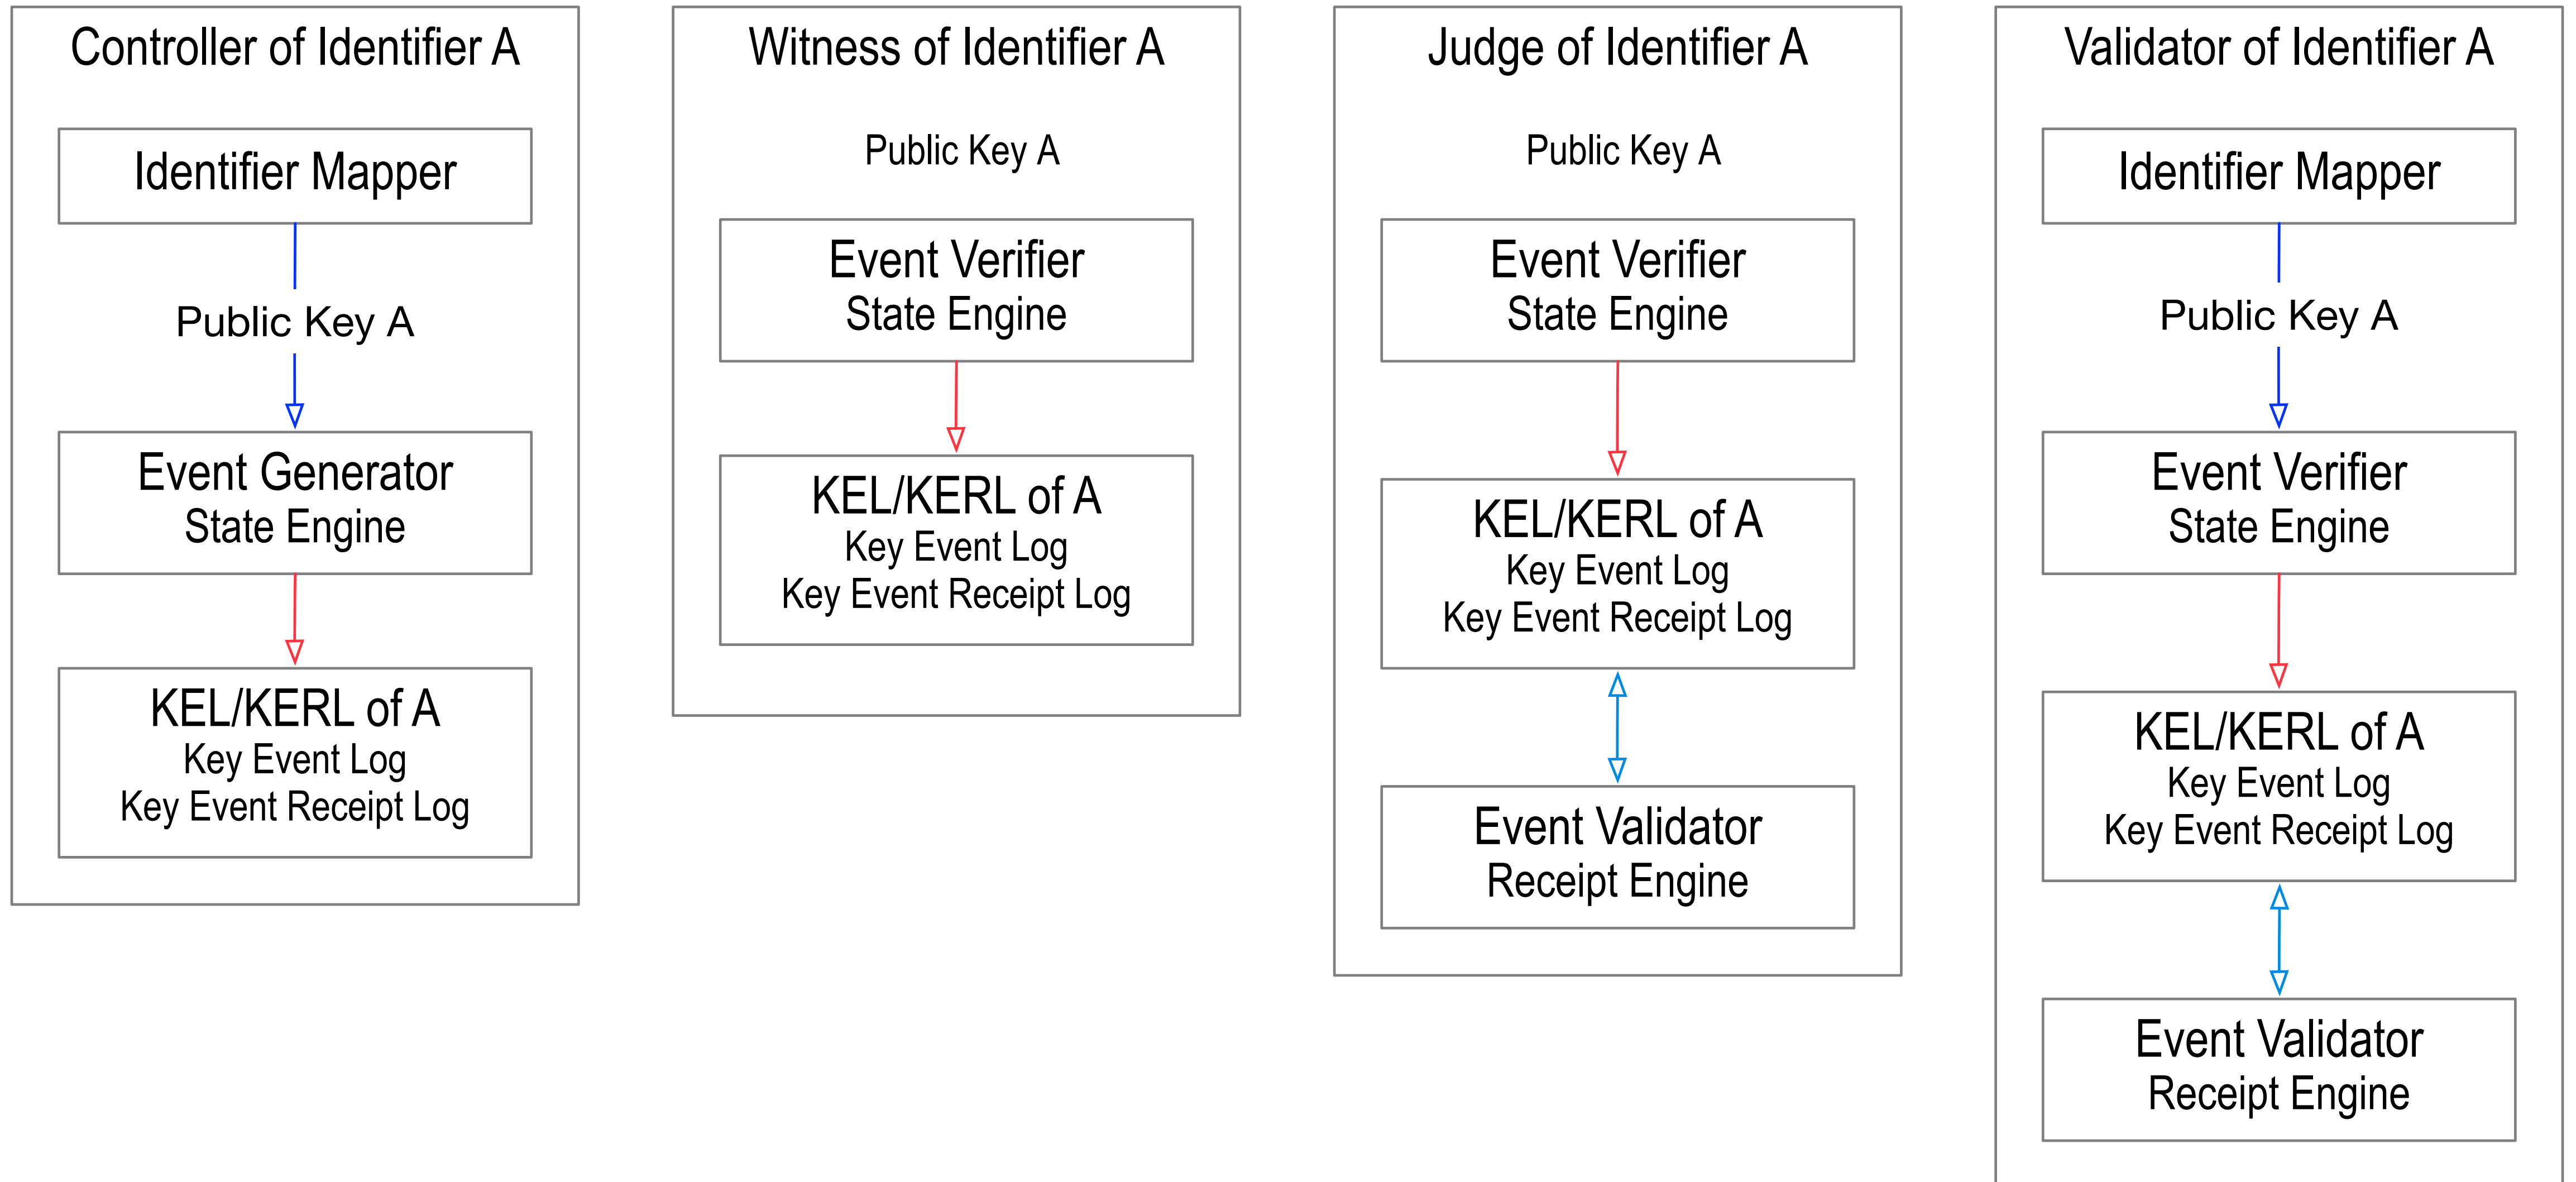 Controller of Identifier A
Identifier Mapper
Public Key A
Event Generator
State Engine
KEL/KERL of A
Key Event Log
Key Event Receipt Log
Witness of Identifier A
Public Key A
Event Verifier
State Engine
KEL/KERL of A
Key Event Log
Key Event Receipt Log
Judge of Identifier A
Public Key A
Event Verifier
State Engine
KEL/KERL of A
Key Event Log
Key Event Receipt Log
Event Validator
Receipt Engine
Validator of Identifier A
Identifier Mapper
Public Key A
Event Verifier
State Engine
KEL/KERL of A
Key Event Log
Key Event Receipt Log
Event Validator
Receipt Engine